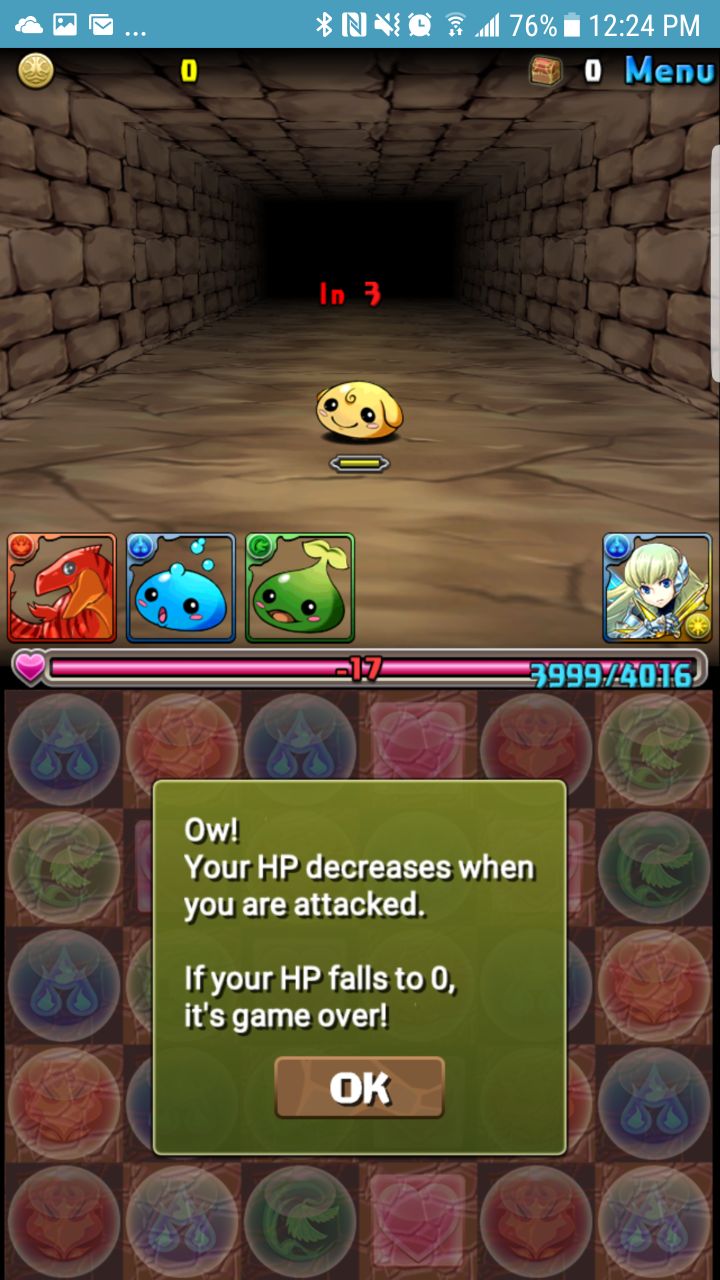 ... 76% 12:24 PM
0 0 Menu
In 3
-17 3999/4016
Ow!
Your HP decreases when
you are attacked.
If your HP falls to 0,
it's game over!
OK